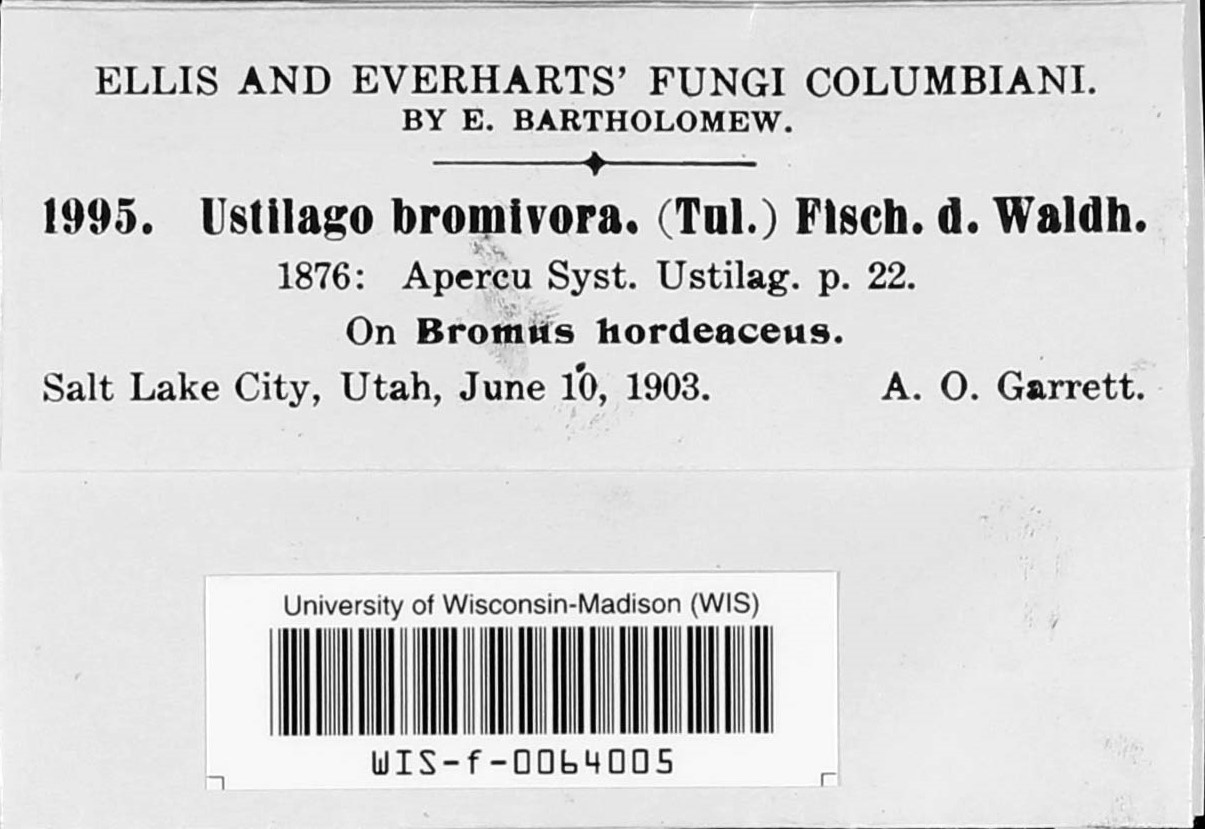 ELLIS AND EVERHARTS' FUNGI COLUMBIANI.
BY E. BARTHOLOMEW.
1995. Ustilago bromivora. (Tul.) Fisch. d. Waldh.
1876: Apercu Syst. Ustilag. p. 22.
On Bromus hordeaceus.
Salt Lake City, Utah, June 10, 1903. A. O. Garrett.
University of Wisconsin-Madison (WIS)
WIS-f-0064005